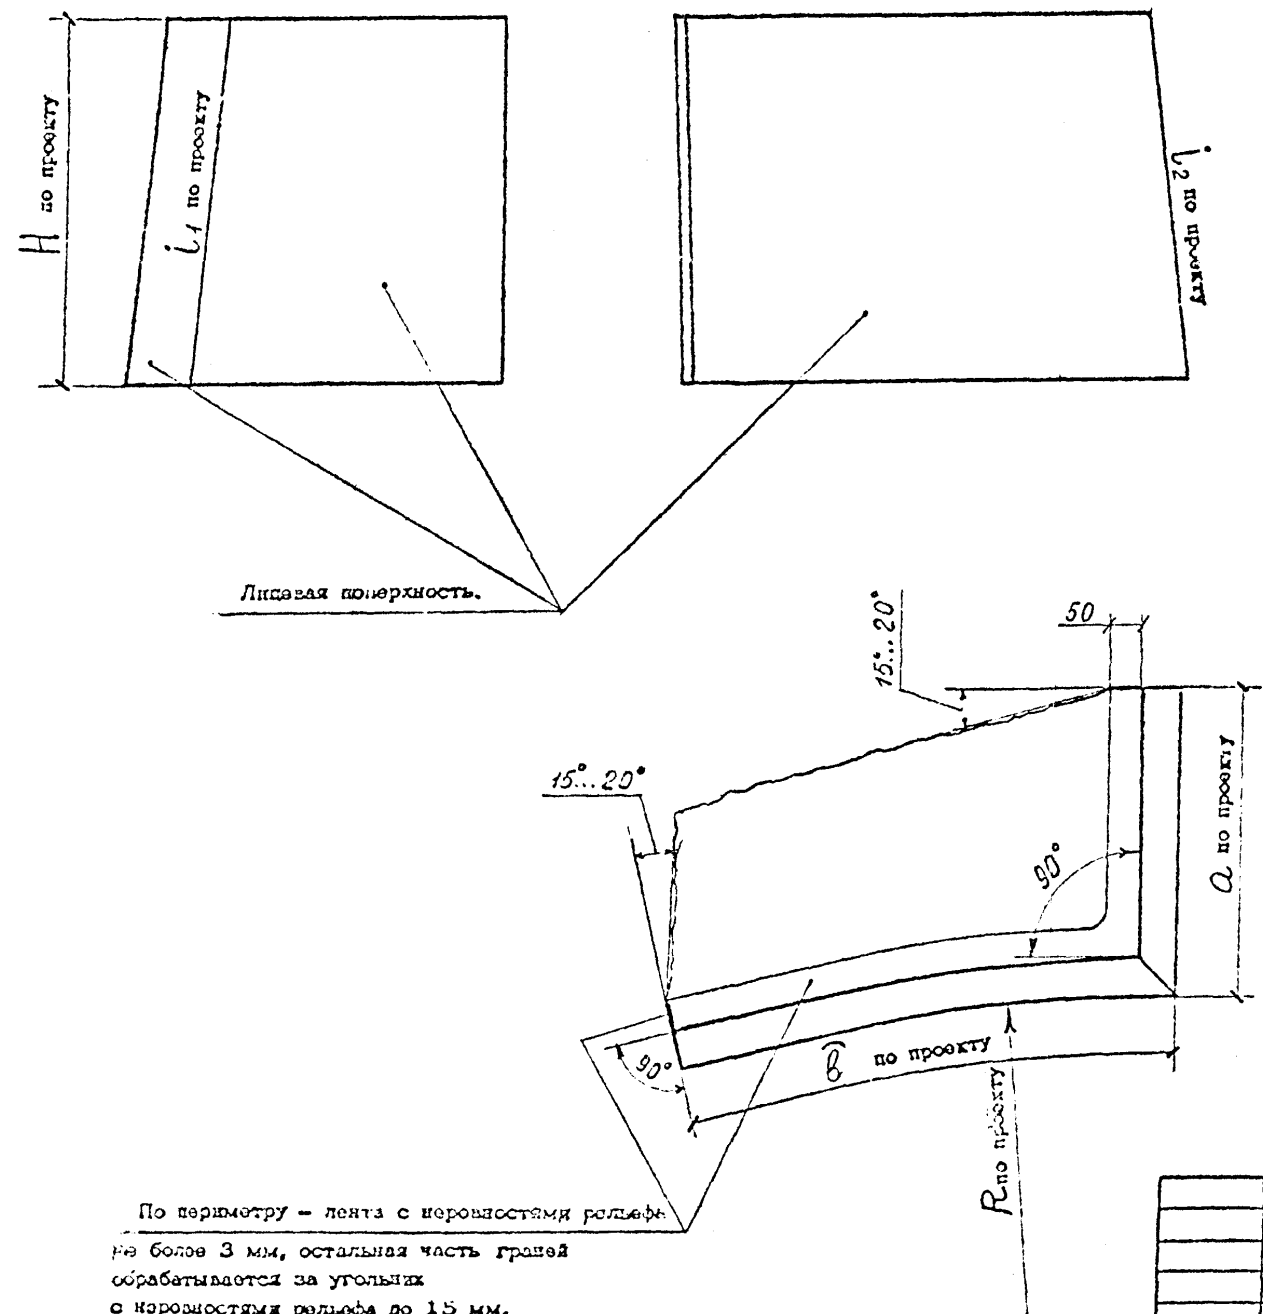 H по проекту
i₁ по проекту
i₂ по проекту
Лицевая поверхность.
15°...20°
50
15°...20°
90°
a по проекту
90°
в по проекту
R по проекту
По периметру – лента с неровностями рельефа
не более 3 мм, остальная часть граней
обрабатывается за угольник
с неровностями рельефа до 15 мм.